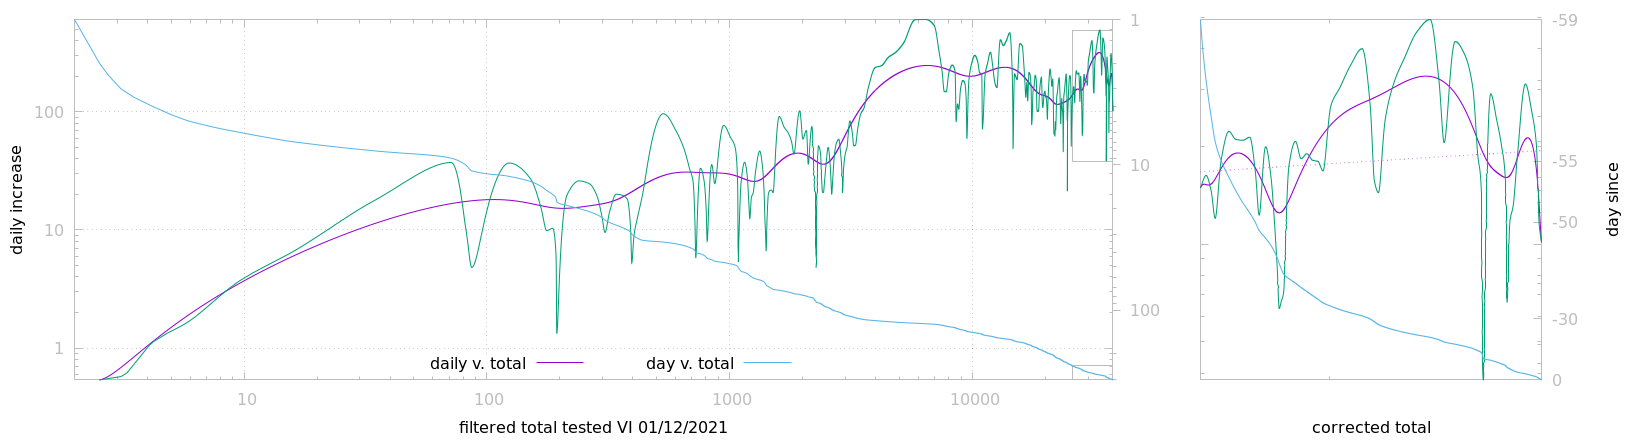 daily increase
100
10
1
10
100
1000
10000
filtered total tested VI 01/12/2021
daily v. total
day v. total
1
10
100
-59
-55
-50
-30
0
day since
corrected total